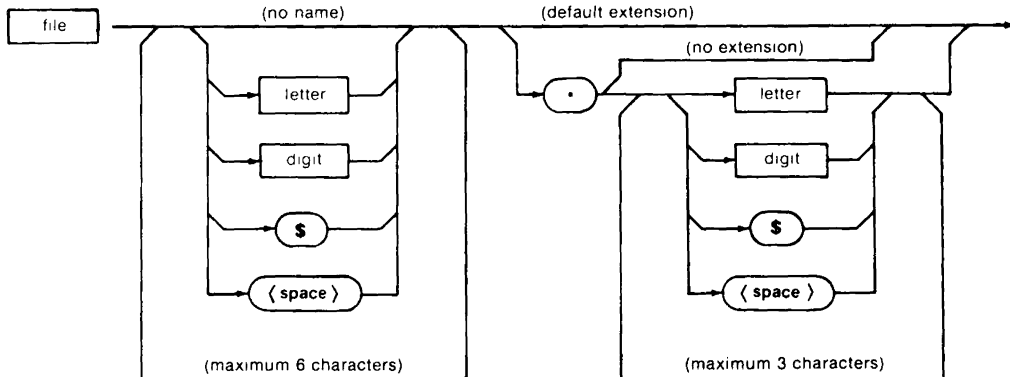 file
(no name)
(default extension)
(no extension)
letter
digit
$
⟨ space ⟩
(maximum 6 characters)
.
letter
digit
$
⟨ space ⟩
(maximum 3 characters)